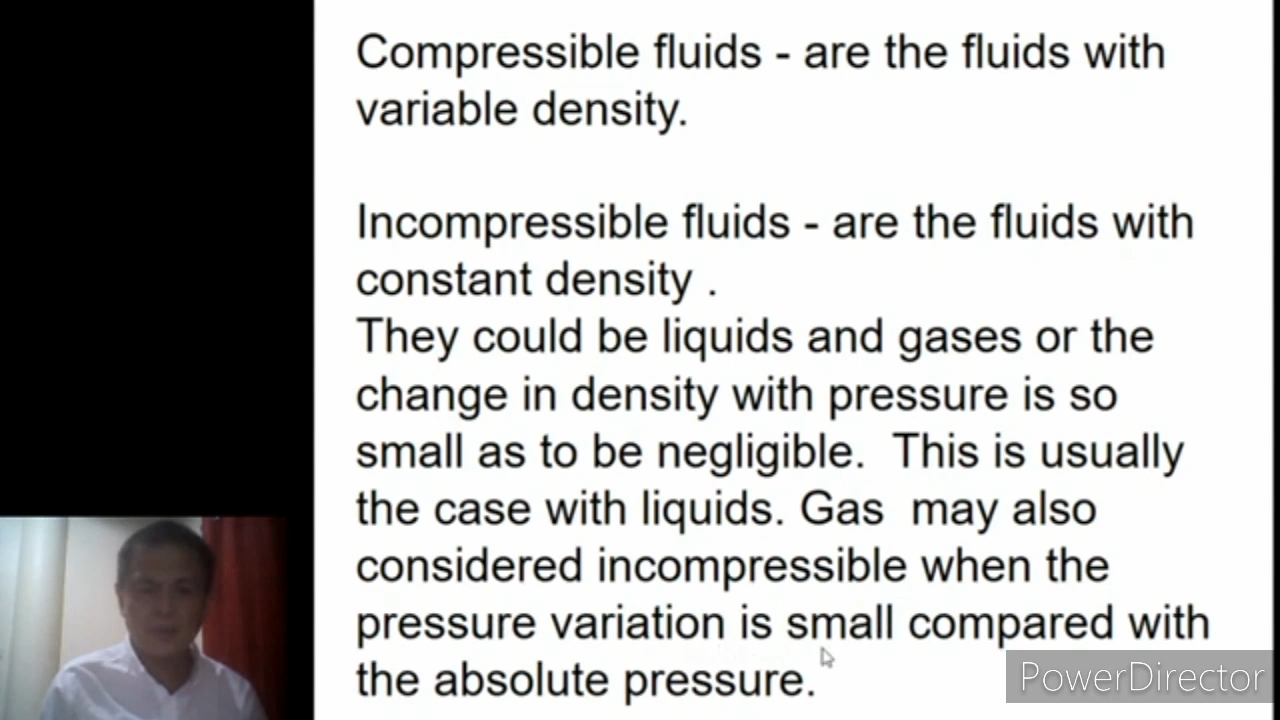 Compressible fluids - are the fluids with
variable density.
Incompressible fluids - are the fluids with
constant density .
They could be liquids and gases or the
change in density with pressure is so
small as to be negligible.  This is usually
the case with liquids. Gas  may also
considered incompressible when the
pressure variation is small compared with
the absolute pressure.
PowerDirector